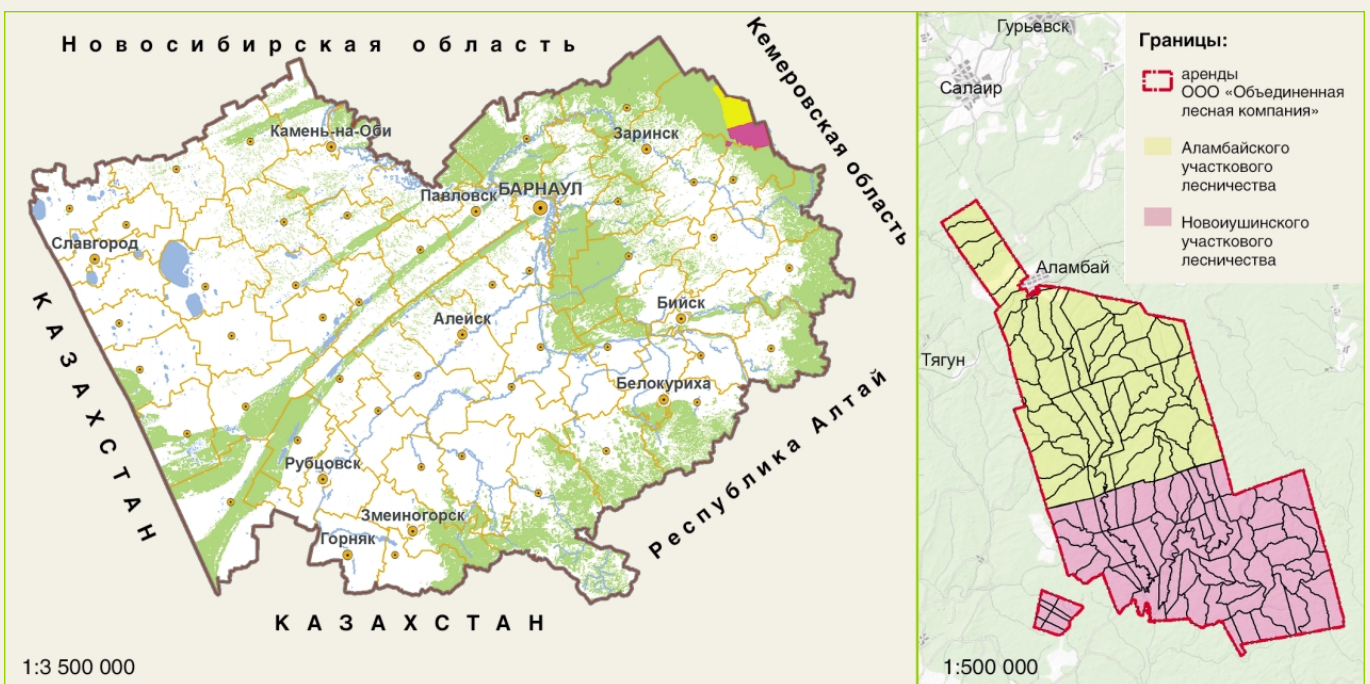 Новосибирская область
Кемеровская область
Камень-на-Оби
Заринск
Павловск
БАРНАУЛ
Славгород
КАЗАХСТАН
Алейск
Бийск
Белокуриха
Республика Алтай
Рубцовск
Змеиногорск
Горняк
КАЗАХСТАН
1:3 500 000
Гурьевск
Салаир
Аламбай
Тягун
1:500 000
Границы:
аренды
ООО «Объединенная
лесная компания»
Аламбайского
участкового
лесничества
Новоиушинского
участкового
лесничества